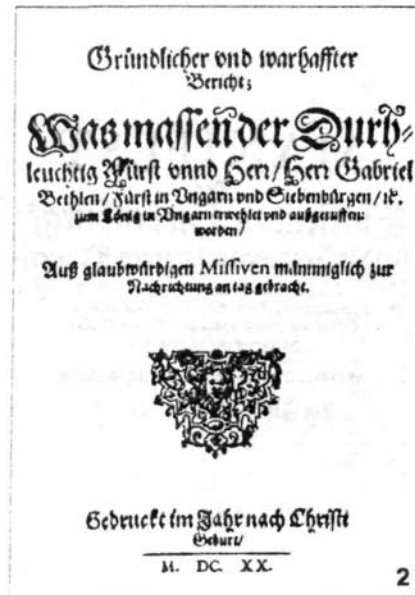 Gründlicher vnd warhaffter
Bericht;
Was massen der Durh-
leuchtig Fürst vnnd Herr/ Herr Gabriel
Bethlen/ Fürst in Vngarn vnd Siebenbürgen/ ꝛc.
zum König in Vngarn erwehlet vnd außgeruffen
worden/
Auß glaubwürdigen Missiven männiglich zur
Nachrichtung an tag gebracht.
Gedruckt im Jahr nach Christi
Geburt/
M. DC. XX.
2